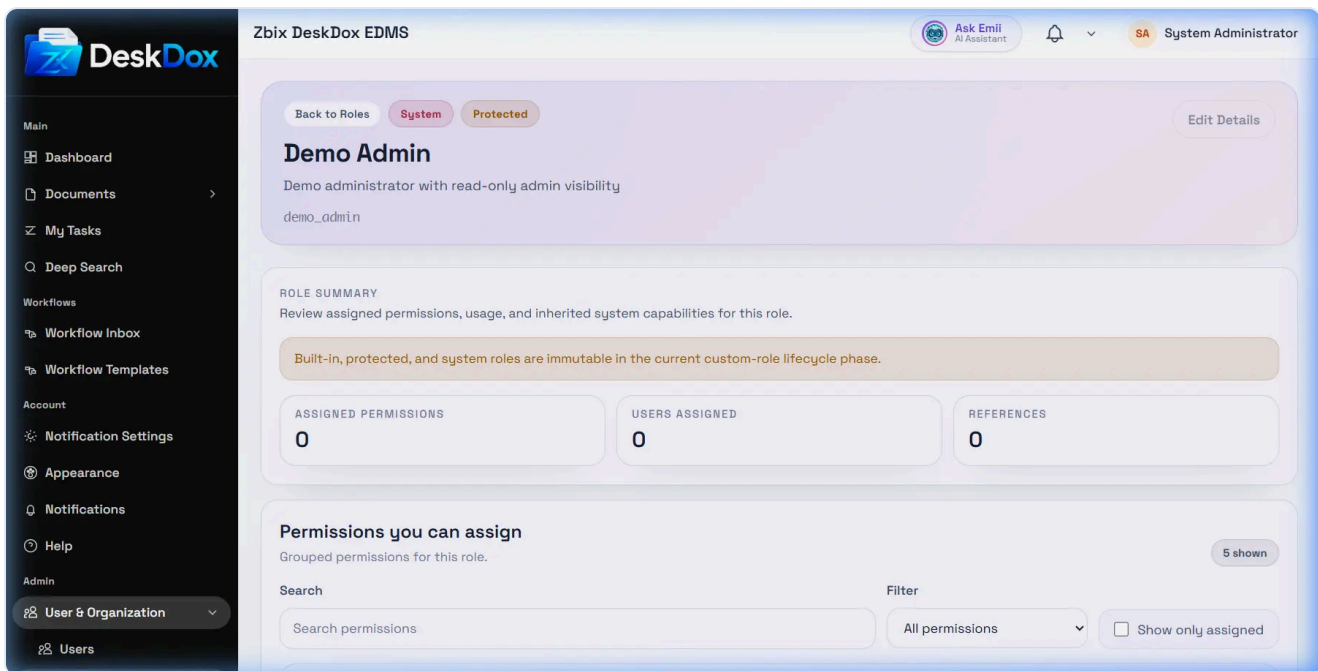 DeskDox
Main
Dashboard
Documents
My Tasks
Deep Search
Workflows
Workflow Inbox
Workflow Templates
Account
Notification Settings
Appearance
Notifications
Help
Admin
User & Organization
Users
Zbix DeskDox EDMS
Ask Emii
AI Assistant
SA System Administrator
Back to Roles System Protected
Edit Details
Demo Admin
Demo administrator with read-only admin visibility
demo_admin
ROLE SUMMARY
Review assigned permissions, usage, and inherited system capabilities for this role.
Built-in, protected, and system roles are immutable in the current custom-role lifecycle phase.
ASSIGNED PERMISSIONS
0
USERS ASSIGNED
0
REFERENCES
0
Permissions you can assign
Grouped permissions for this role.
5 shown
Search
Search permissions
Filter
All permissions
Show only assigned